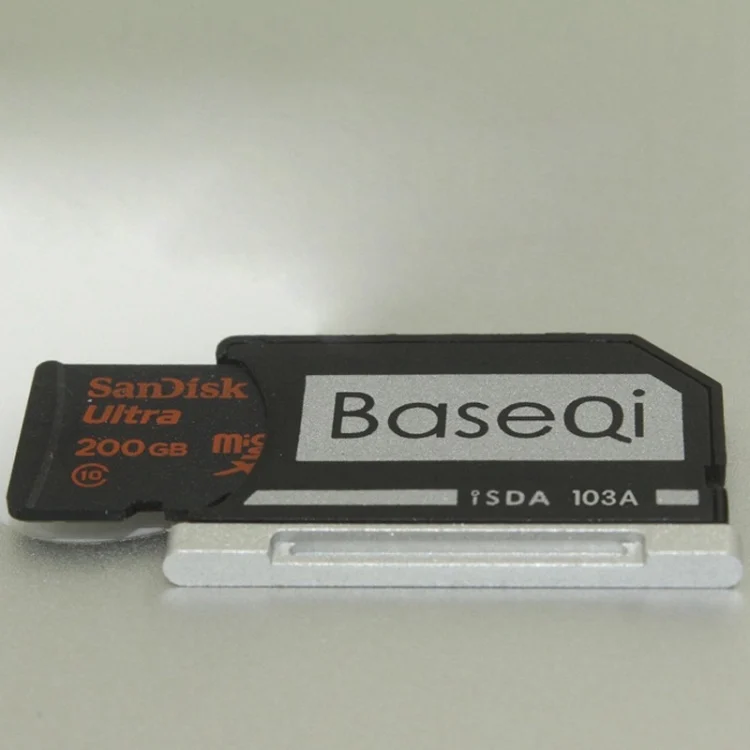 SanDisk
Ultra
200GB
10
BaseQi
iSDA 103A